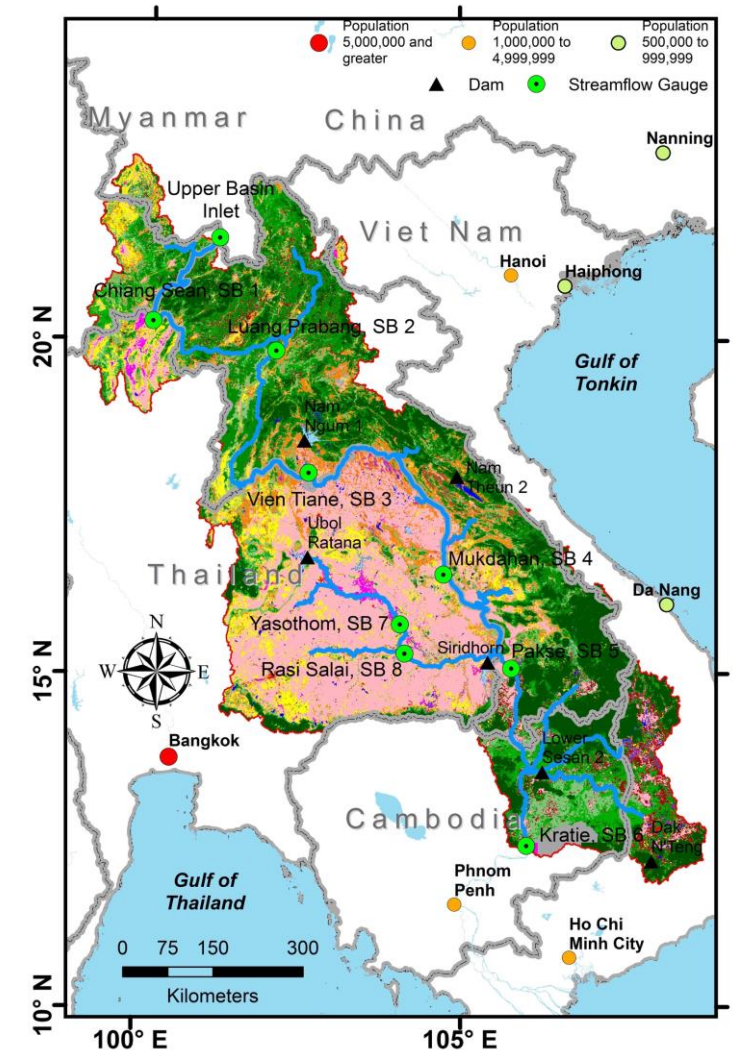 Population
5,000,000 and
greater
Population
1,000,000 to
4,999,999
Population
500,000 to
999,999
Dam
Streamflow Gauge
Myanmar
China
Nanning
Upper Basin
Inlet
Viet Nam
Hanoi
Haiphong
Chiang Sean, SB 1
Luang Prabang, SB 2
20° N
Gulf of
Tonkin
Nam
Ngum 1
Nam
Theun 2
Vien Tiane, SB 3
Ubol
Ratana
Mukdahan, SB 4
Thailand
Da Nang
N
W
E
S
Yasothom, SB 7
Siridhorn
Pakse, SB 5
Rasi Salai, SB 8
15° N
Bangkok
Lower
Sesan 2
Cambodia
Kratie, SB 6
Dak
N'Teng
Phnom
Penh
Gulf of
Thailand
Ho Chi
Minh City
0 75 150 300
Kilometers
10° N
100° E
105° E